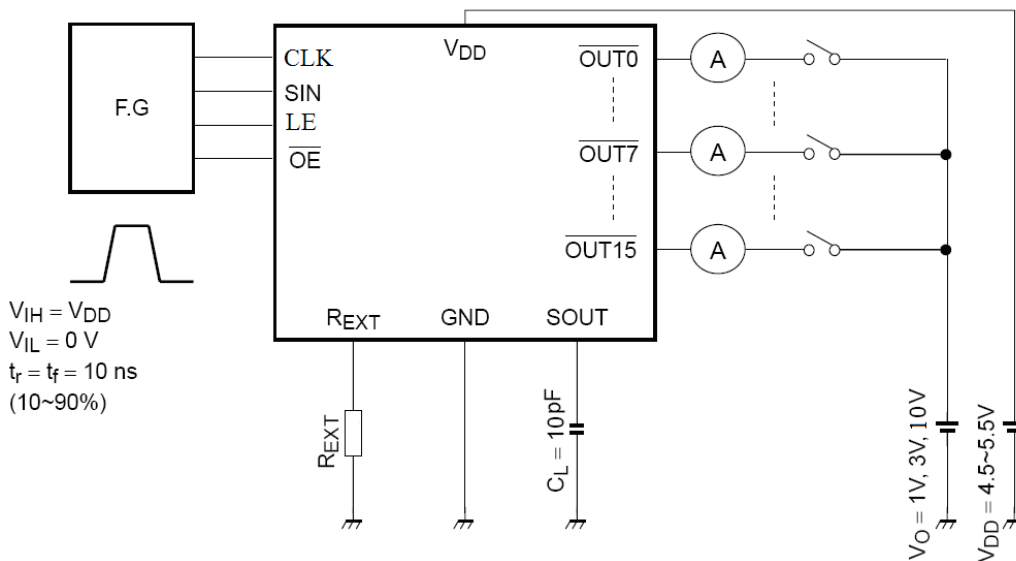 F.G
CLK
SIN
LE
OE
VDD
OUT0
A
OUT7
A
OUT15
A
VIH = VDD
VIL = 0 V
tr = tf = 10 ns
(10~90%)
REXT
GND
SOUT
REXT
CL = 10pF
VO = 1V, 3V, 10V
VDD = 4.5~5.5V